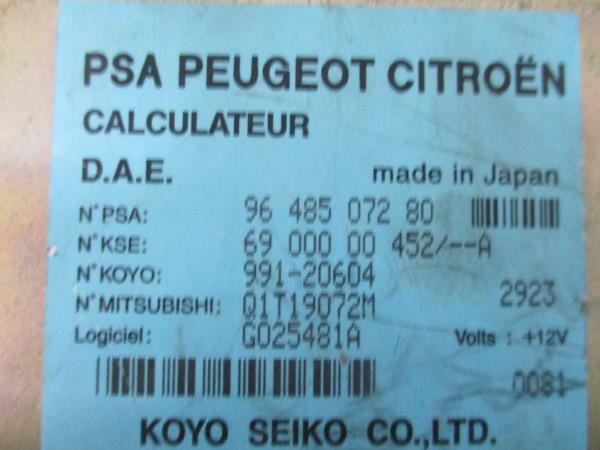 PSA PEUGEOT CITROËN
CALCULATEUR
D.A.E. made in Japan
N°PSA: 96 485 072 80
N°KSE: 69 000 00 452/--A
N°KOYO: 991-20604
N°MITSUBISHI: Q1T19072M 2923
Logiciel: G025481A Volts : +12V
0081
KOYO SEIKO CO.,LTD.